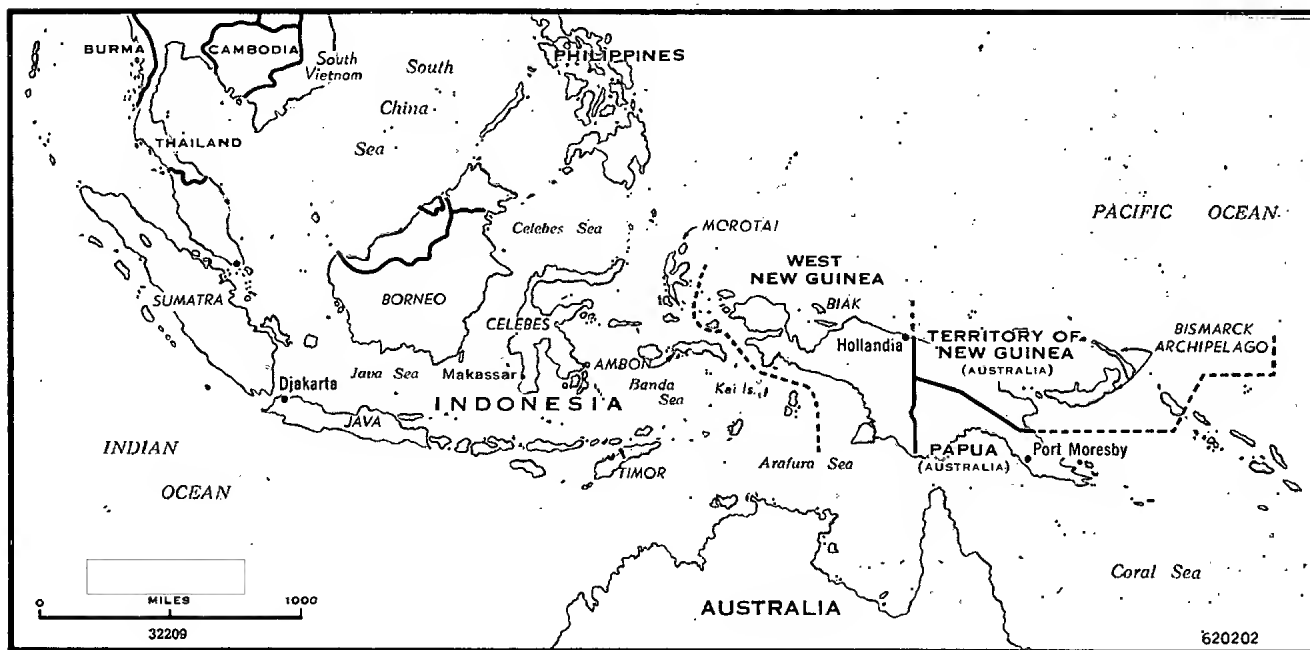 BURMA
CAMBODIA
South
Vietnam
South
China
Sea
PHILIPPINES
THAILAND
PACIFIC OCEAN
Celebes Sea
MOROTAI
WEST
NEW GUINEA
SUMATRA
BORNEO
BIAK
CELEBES
Hollandia
TERRITORY OF
NEW GUINEA
(AUSTRALIA)
BISMARCK
ARCHIPELAGO
AMBON
Java Sea
Makassar
Banda
Sea
Kai Is.
Djakarta
INDONESIA
JAVA
INDIAN
OCEAN
TIMOR
Arafura Sea
PAPUA
(AUSTRALIA)
Port Moresby
Coral Sea
AUSTRALIA
MILES
0 1000
32209
620202